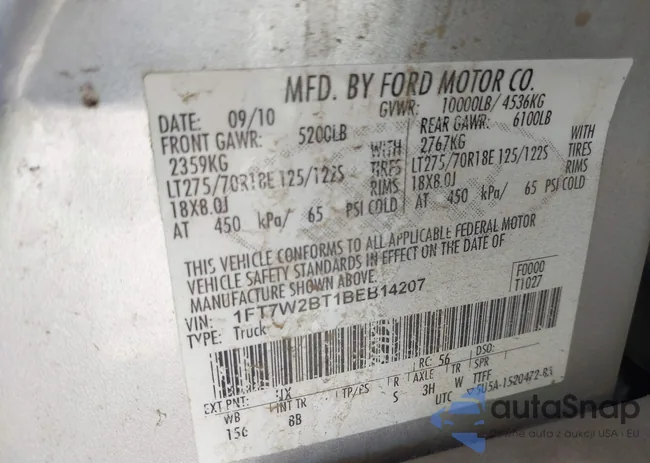 MFD. BY FORD MOTOR CO.
DATE: 09/10 GVWR: 10000LB/ 4536KG
FRONT GAWR: 5200LB REAR GAWR: 6100LB
2359KG WITH 2767KG WITH
LT275/70R18E 125/122S TIRES LT275/70R18E 125/122S TIRES
18X8.0J RIMS 18X8.0J RIMS
AT 450 kPa/ 65 PSI COLD AT 450 kPa/ 65 PSI COLD
THIS VEHICLE CONFORMS TO ALL APPLICABLE FEDERAL MOTOR
VEHICLE SAFETY STANDARDS IN EFFECT ON THE DATE OF
MANUFACTURE SHOWN ABOVE.
VIN: 1FT7W2BT1BEB14207 F0000
TYPE: Truck T1027
RC: 56 DSO:
EXT PNT: WB INT TR TP/PS R AXLE TR SPR
156 8B S 3H W TTFF
UTC
autoSnap